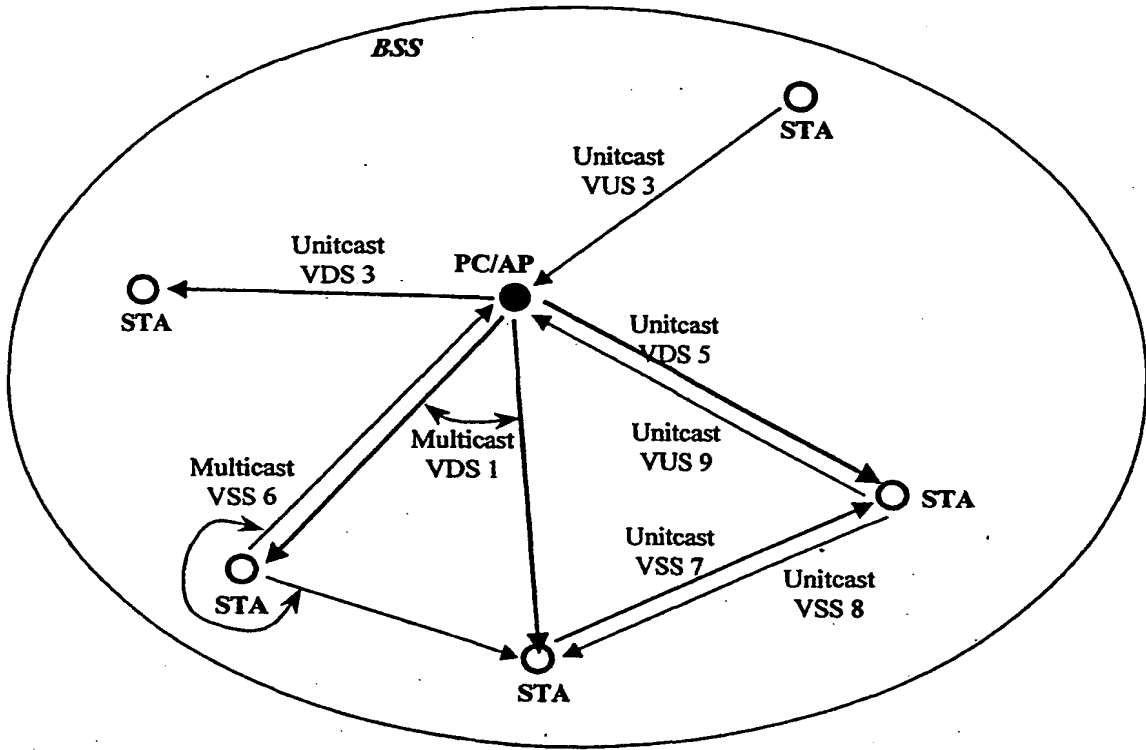 BSS
STA
Unitcast
VUS 3
Unitcast
VDS 3
PC/AP
STA
Unitcast
VDS 5
Multicast
VDS 1
Unitcast
VUS 9
Multicast
VSS 6
STA
STA
Unitcast
VSS 7
Unitcast
VSS 8
STA